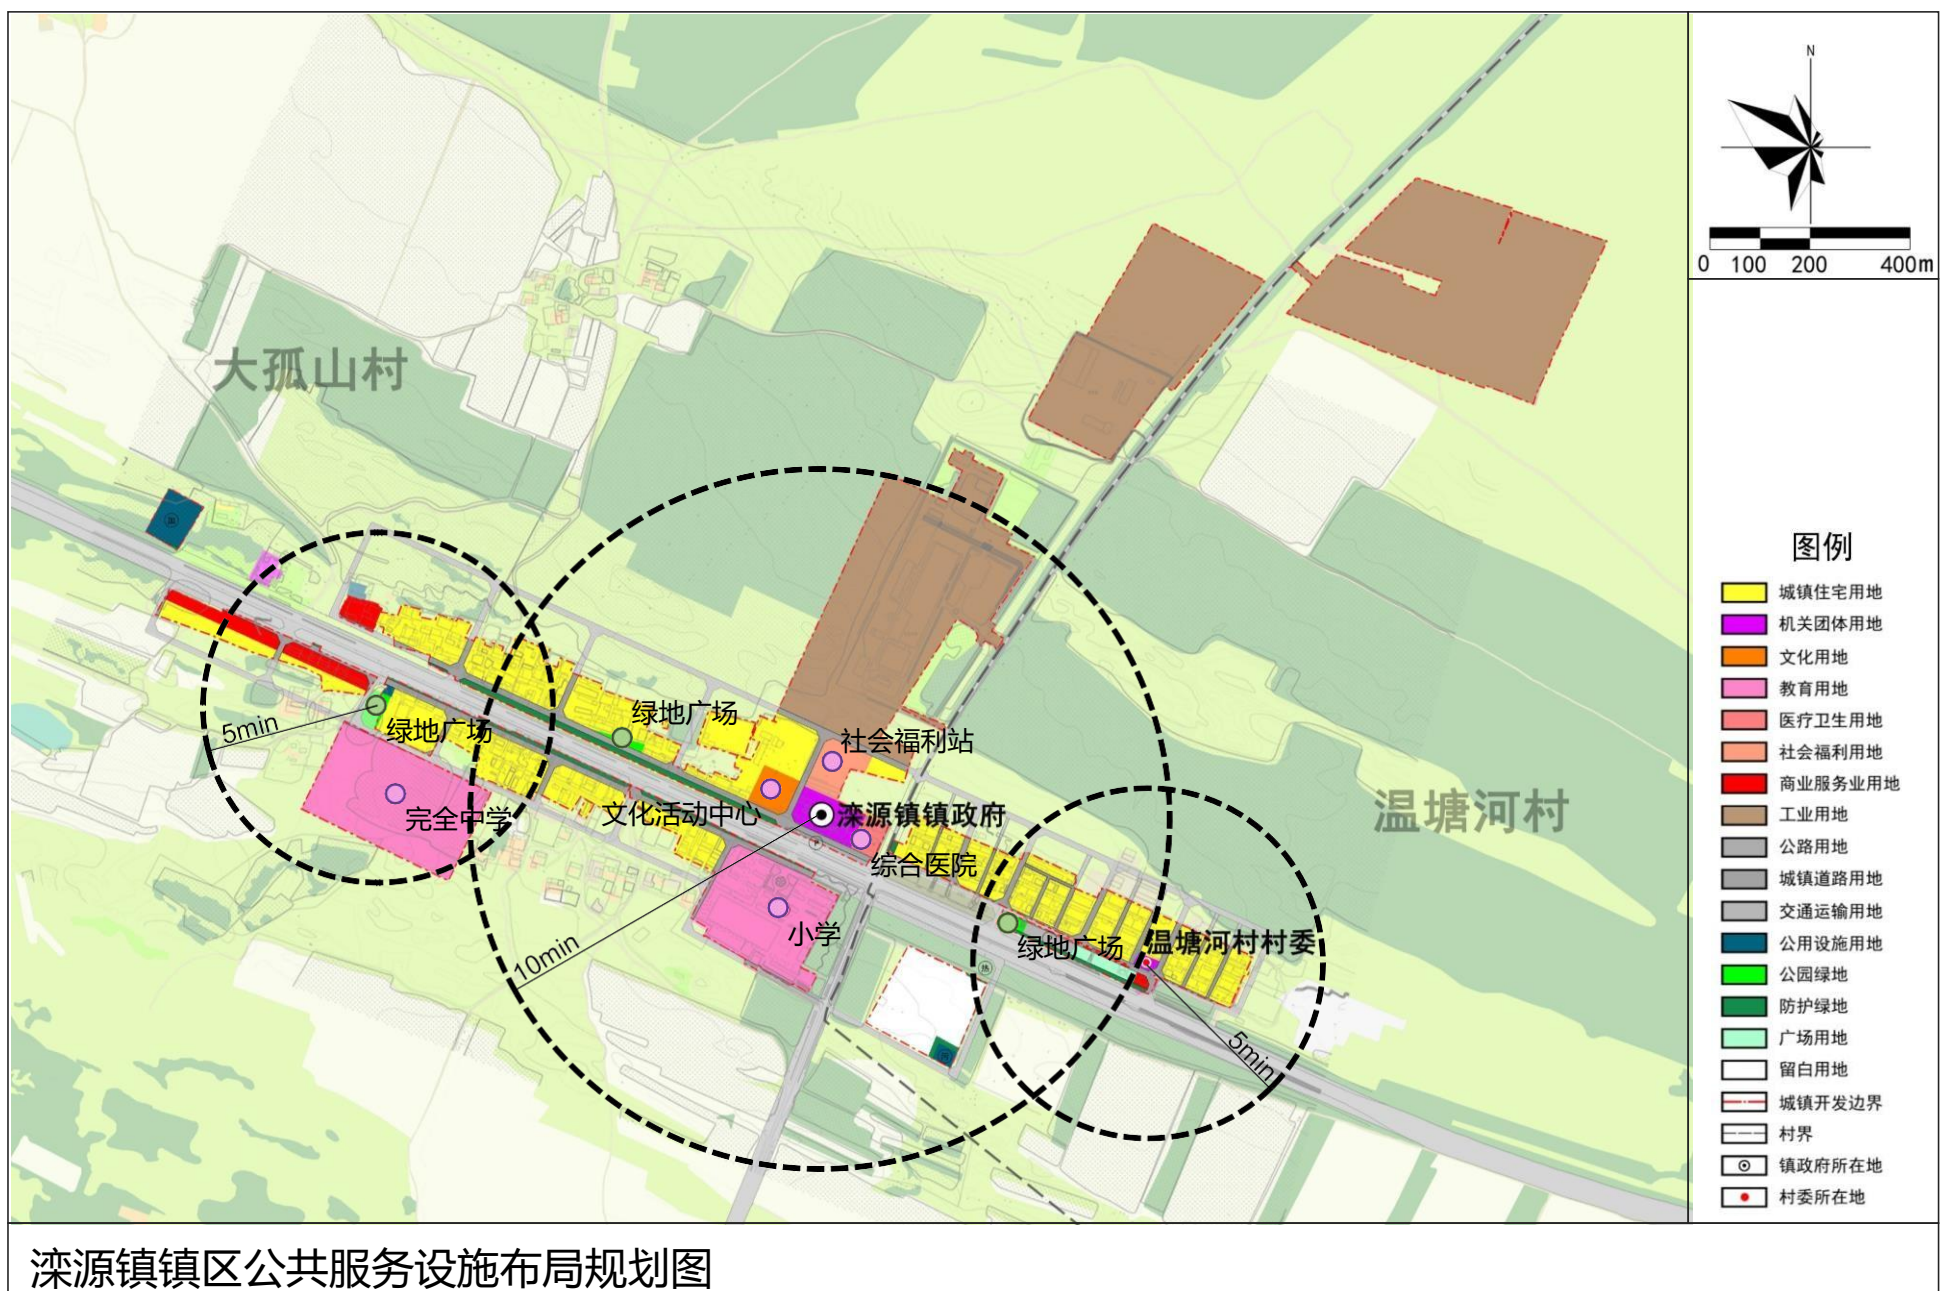 N
0 100 200 400m
大孤山村
5min
绿地广场
绿地广场
社会福利站
完全中学
文化活动中心
滦源镇镇政府
综合医院
温塘河村
小学
10min
绿地广场
温塘河村村委
5min
图例
城镇住宅用地
机关团体用地
文化用地
教育用地
医疗卫生用地
社会福利用地
商业服务业用地
工业用地
公路用地
城镇道路用地
交通运输用地
公用设施用地
公园绿地
防护绿地
广场用地
留白用地
城镇开发边界
村界
镇政府所在地
村委所在地
滦源镇镇区公共服务设施布局规划图